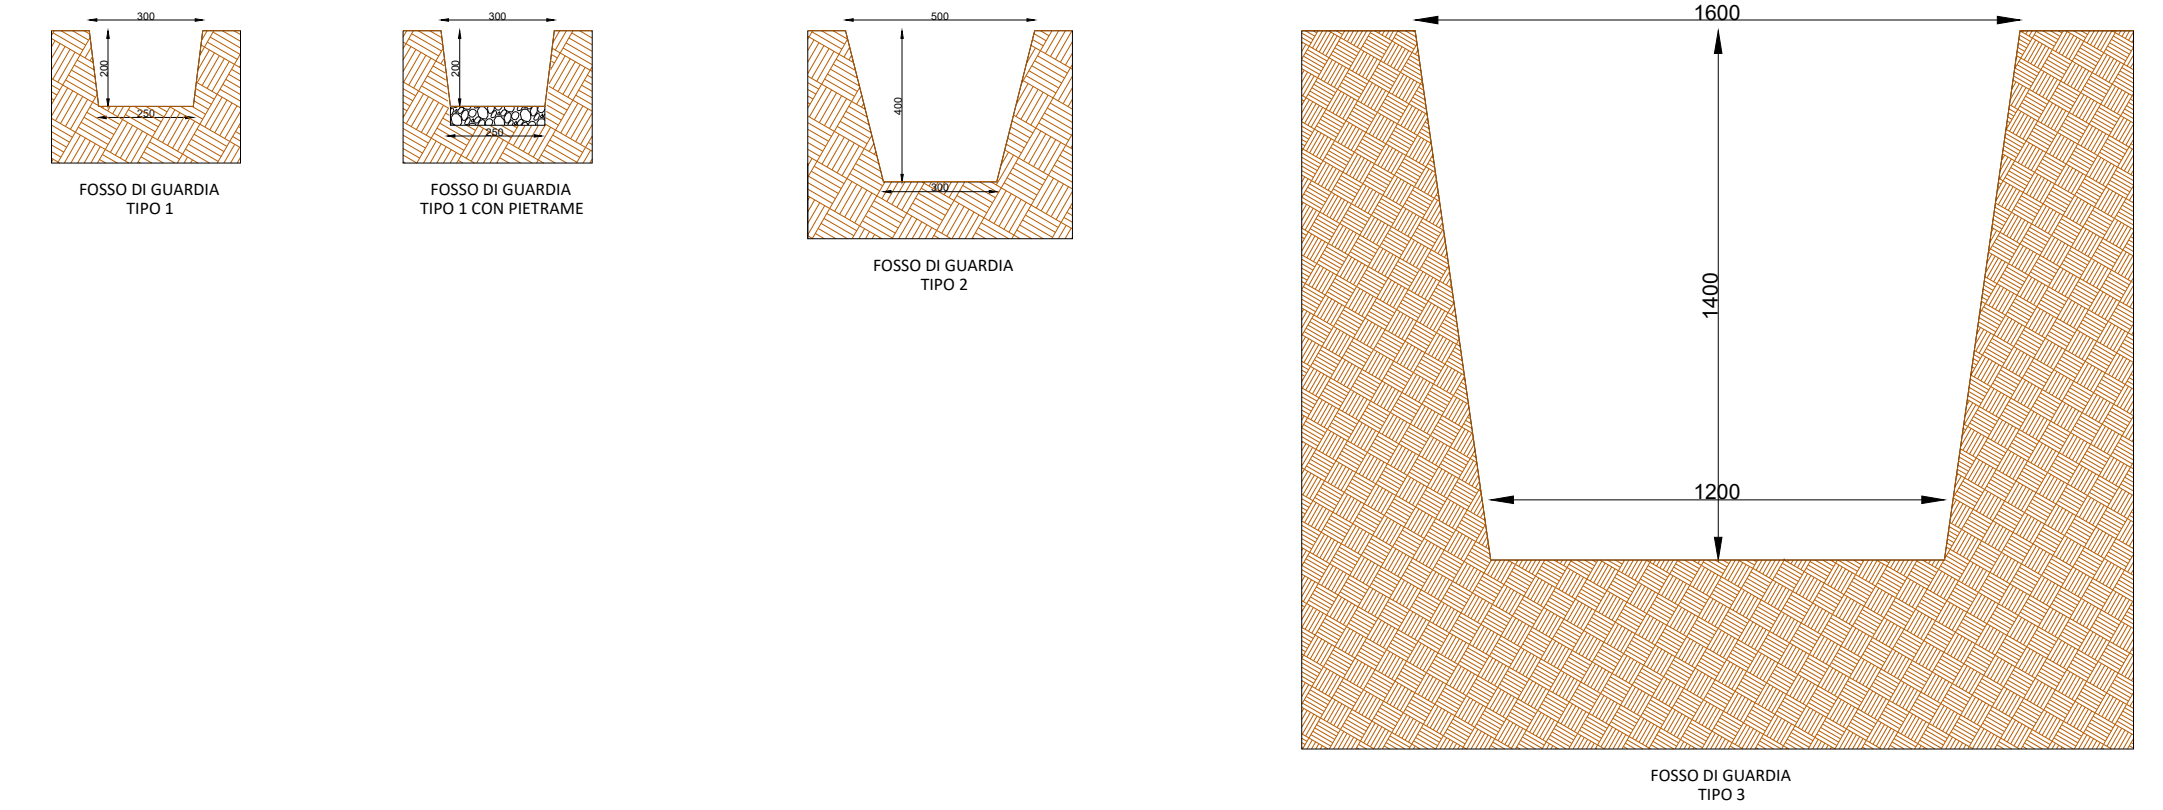 300
200
250
FOSSO DI GUARDIA
TIPO 1
300
200
250
FOSSO DI GUARDIA
TIPO 1 CON PIETRAME
500
400
300
FOSSO DI GUARDIA
TIPO 2
1600
1400
1200
FOSSO DI GUARDIA
TIPO 3